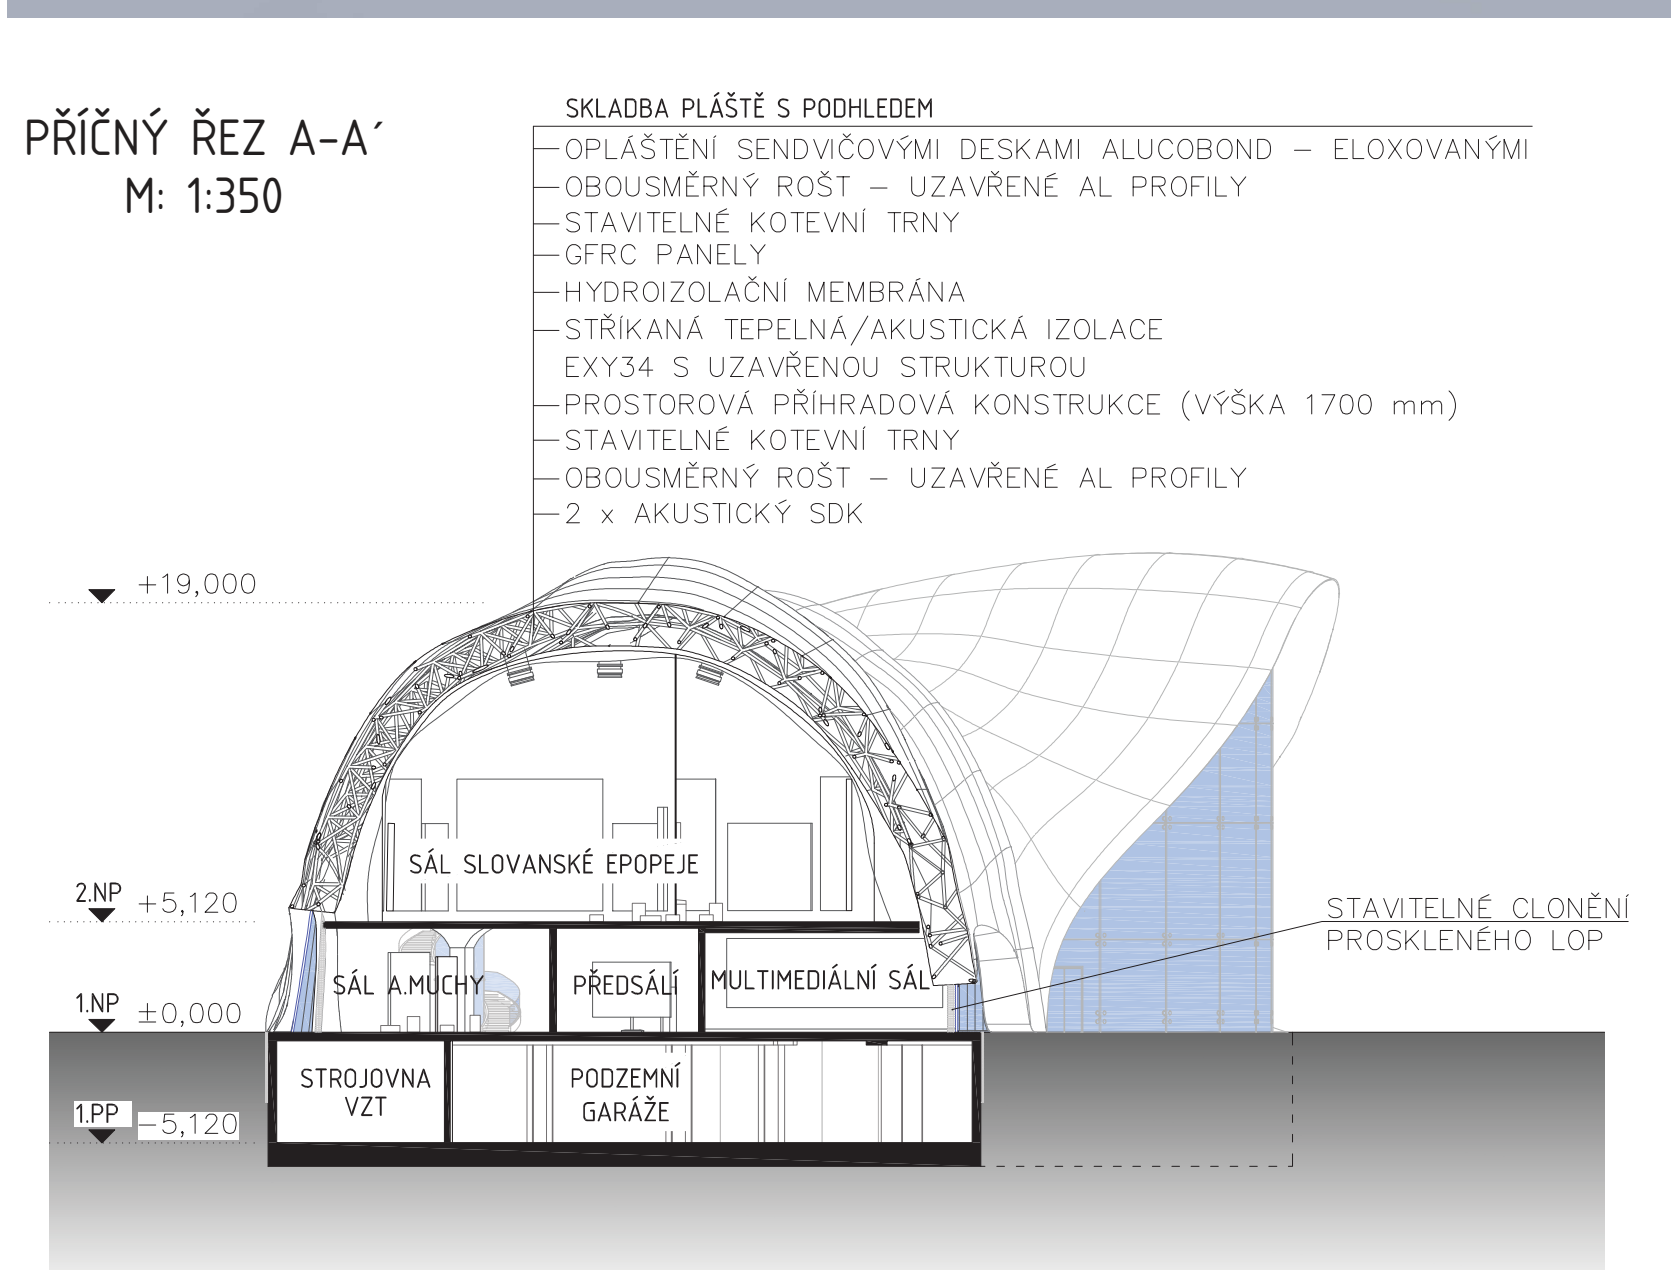 PŘÍČNÝ ŘEZ A-A´
M: 1:350
SKLADBA PLÁŠTĚ S PODHLEDEM
OPLÁŠTĚNÍ SENDVIČOVÝMI DESKAMI ALUCOBOND – ELOXOVANÝMI
OBOUSMĚRNÝ ROŠT – UZAVŘENÉ AL PROFILY
STAVITELNÉ KOTEVNÍ TRNY
GFRC PANELY
HYDROIZOLAČNÍ MEMBRÁNA
STŘÍKANÁ TEPELNÁ/AKUSTICKÁ IZOLACE
EXY34 S UZAVŘENOU STRUKTUROU
PROSTOROVÁ PŘÍHRADOVÁ KONSTRUKCE (VÝŠKA 1700 mm)
STAVITELNÉ KOTEVNÍ TRNY
OBOUSMĚRNÝ ROŠT – UZAVŘENÉ AL PROFILY
2 x AKUSTICKÝ SDK
+19,000
SÁL SLOVANSKÉ EPOPEJE
2.NP +5,120
STAVITELNÉ CLONĚNÍ
PROSKLENÉHO LOP
SÁL A.MUCHY PŘEDSÁLÍ MULTIMEDIÁLNÍ SÁL
1.NP ±0,000
STROJOVNA
VZT
PODZEMNÍ
GARÁŽE
1.PP –5,120